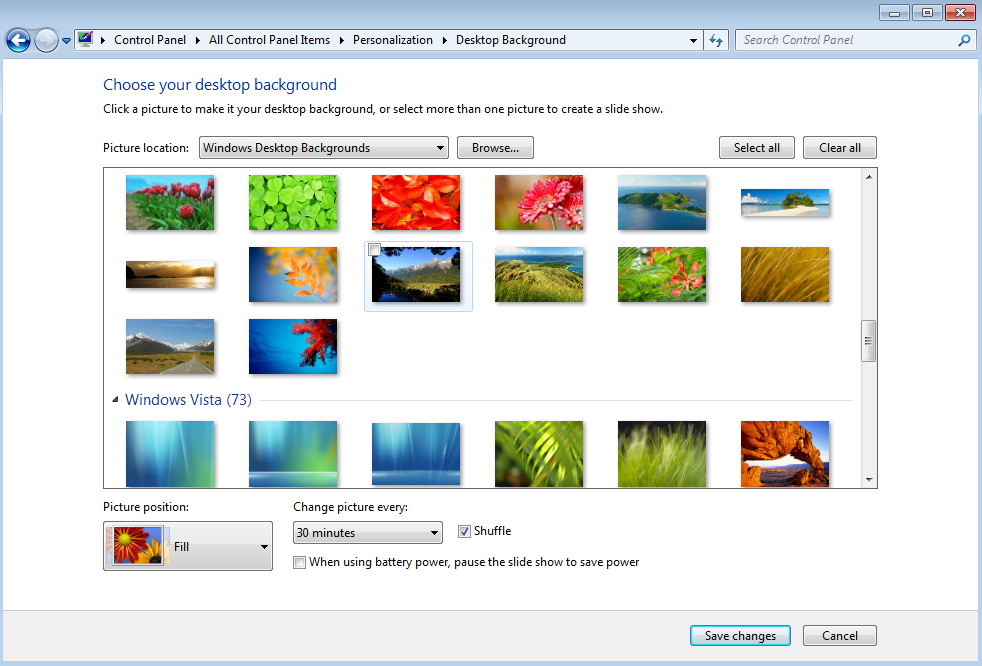 Control Panel All Control Panel Items Personalization Desktop Background Search Control Panel
Choose your desktop background
Click a picture to make it your desktop background, or select more than one picture to create a slide show.
Picture location: Windows Desktop Backgrounds Browse... Select all Clear all
Windows Vista (73)
Picture position: Change picture every:
Fill 30 minutes Shuffle
When using battery power, pause the slide show to save power
Save changes Cancel